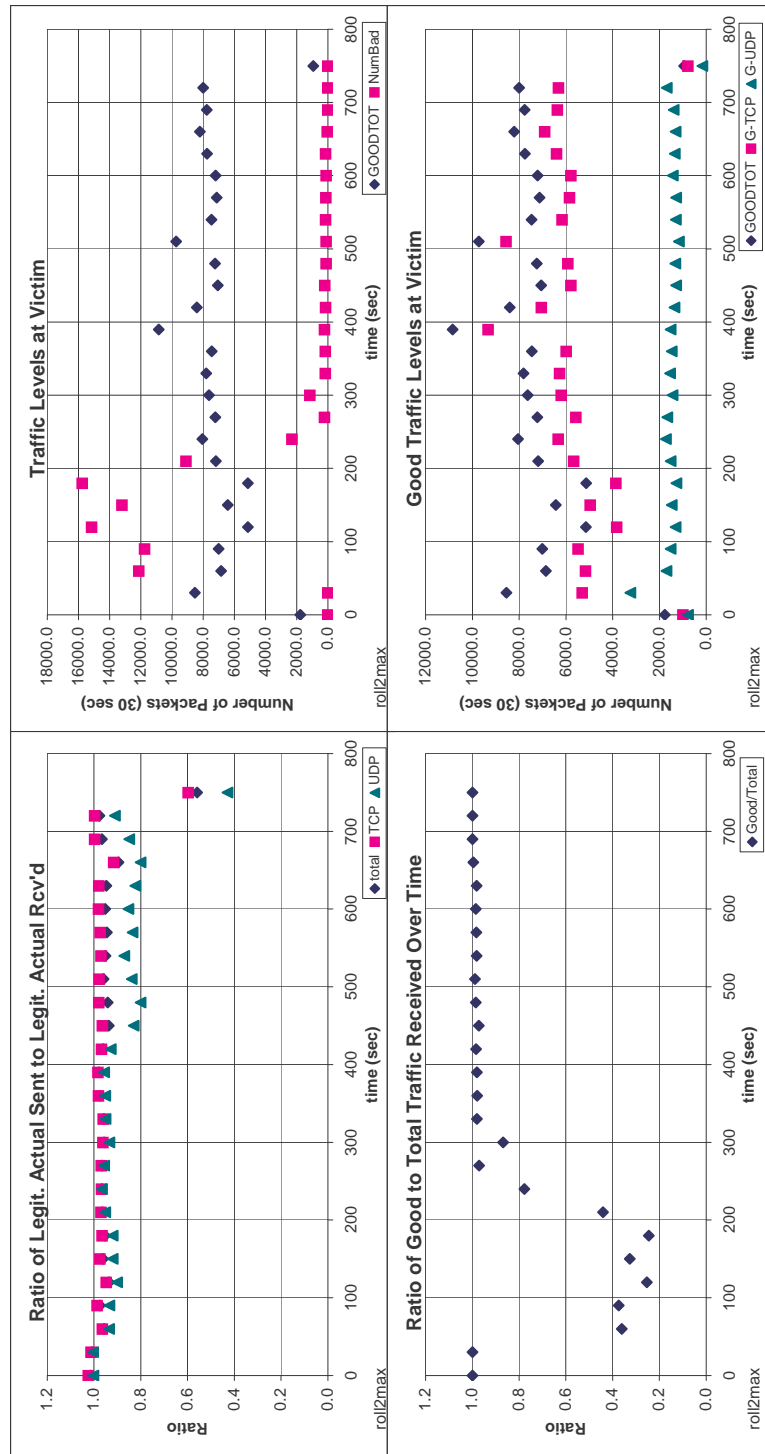 Ratio of Legit. Actual Sent to Legit. Actual Rcv'd
1.2
1.0
0.8
0.6
0.4
0.2
0.0
Ratio
0 100 200 300 400 500 600 700 800
time (sec)
roll2max
total TCP UDP
Traffic Levels at Victim
18000.0
16000.0
14000.0
12000.0
10000.0
8000.0
6000.0
4000.0
2000.0
0.0
Number of Packets (30 sec)
0 100 200 300 400 500 600 700 800
time (sec)
roll2max
GOODTOT NumBad
Ratio of Good to Total Traffic Received Over Time
1.2
1.0
0.8
0.6
0.4
0.2
0.0
Ratio
0 100 200 300 400 500 600 700 800
time (sec)
roll2max
Good/Total
Good Traffic Levels at Victim
12000.0
10000.0
8000.0
6000.0
4000.0
2000.0
0.0
Number of Packets (30 sec)
0 100 200 300 400 500 600 700 800
time (sec)
roll2max
GOODTOT G-TCP G-UDP